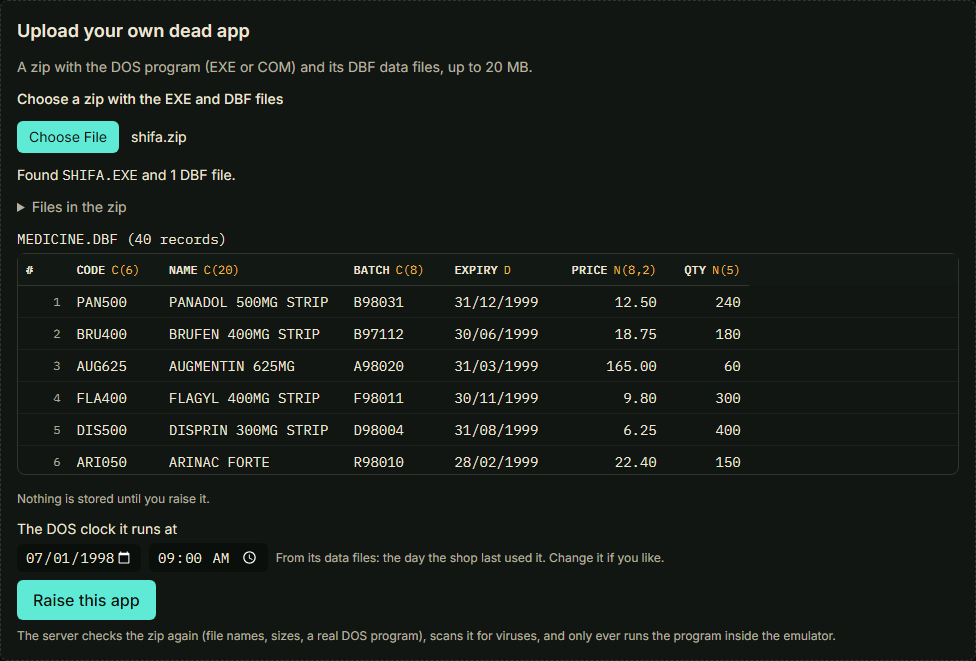 Upload your own dead app
A zip with the DOS program (EXE or COM) and its DBF data files, up to 20 MB.
Choose a zip with the EXE and DBF files
Choose File shifa.zip
Found SHIFA.EXE and 1 DBF file.
▶ Files in the zip
MEDICINE.DBF (40 records)
# CODE C(6) NAME C(20) BATCH C(8) EXPIRY D PRICE N(8,2) QTY N(5)
1 PAN500 PANADOL 500MG STRIP B98031 31/12/1999 12.50 240
2 BRU400 BRUFEN 400MG STRIP B97112 30/06/1999 18.75 180
3 AUG625 AUGMENTIN 625MG A98020 31/03/1999 165.00 60
4 FLA400 FLAGYL 400MG STRIP F98011 30/11/1999 9.80 300
5 DIS500 DISPRIN 300MG STRIP D98004 31/08/1999 6.25 400
6 ARI050 ARINAC FORTE R98010 28/02/1999 22.40 150
Nothing is stored until you raise it.
The DOS clock it runs at
07/01/1998 09:00 AM From its data files: the day the shop last used it. Change it if you like.
Raise this app
The server checks the zip again (file names, sizes, a real DOS program), scans it for viruses, and only ever runs the program inside the emulator.